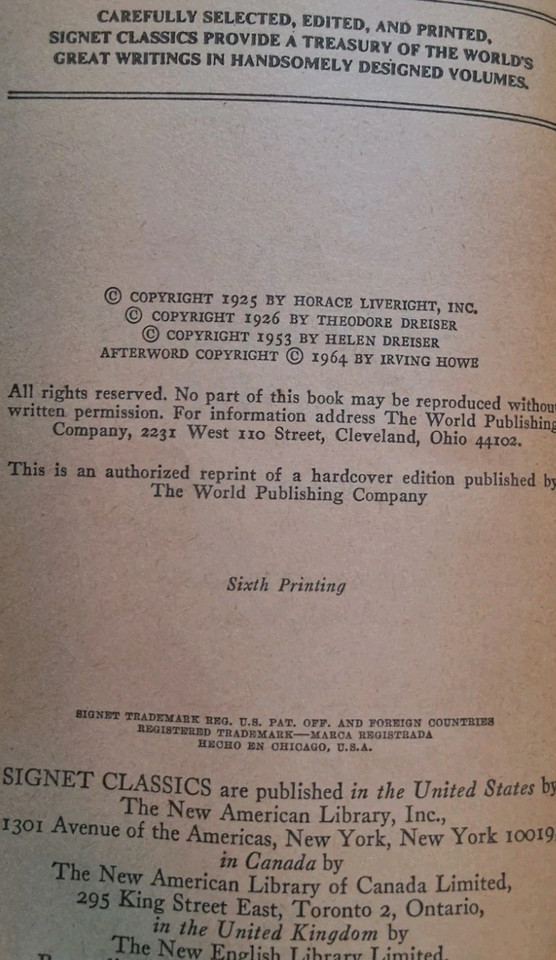 CAREFULLY SELECTED, EDITED, AND PRINTED,
SIGNET CLASSICS PROVIDE A TREASURY OF THE WORLD'S
GREAT WRITINGS IN HANDSOMELY DESIGNED VOLUMES.
© COPYRIGHT 1925 BY HORACE LIVERIGHT, INC.
© COPYRIGHT 1926 BY THEODORE DREISER
© COPYRIGHT 1953 BY HELEN DREISER
AFTERWORD COPYRIGHT © 1964 BY IRVING HOWE
All rights reserved. No part of this book may be reproduced without
written permission. For information address The World Publishing
Company, 2231 West 110 Street, Cleveland, Ohio 44102.
This is an authorized reprint of a hardcover edition published by
The World Publishing Company
Sixth Printing
SIGNET TRADEMARK REG. U.S. PAT. OFF. AND FOREIGN COUNTRIES
REGISTERED TRADEMARK—MARCA REGISTRADA
HECHO EN CHICAGO, U.S.A.
SIGNET CLASSICS are published in the United States by
The New American Library, Inc.,
1301 Avenue of the Americas, New York, New York 10019,
in Canada by
The New American Library of Canada Limited,
295 King Street East, Toronto 2, Ontario,
in the United Kingdom by
The New English Library Limited,